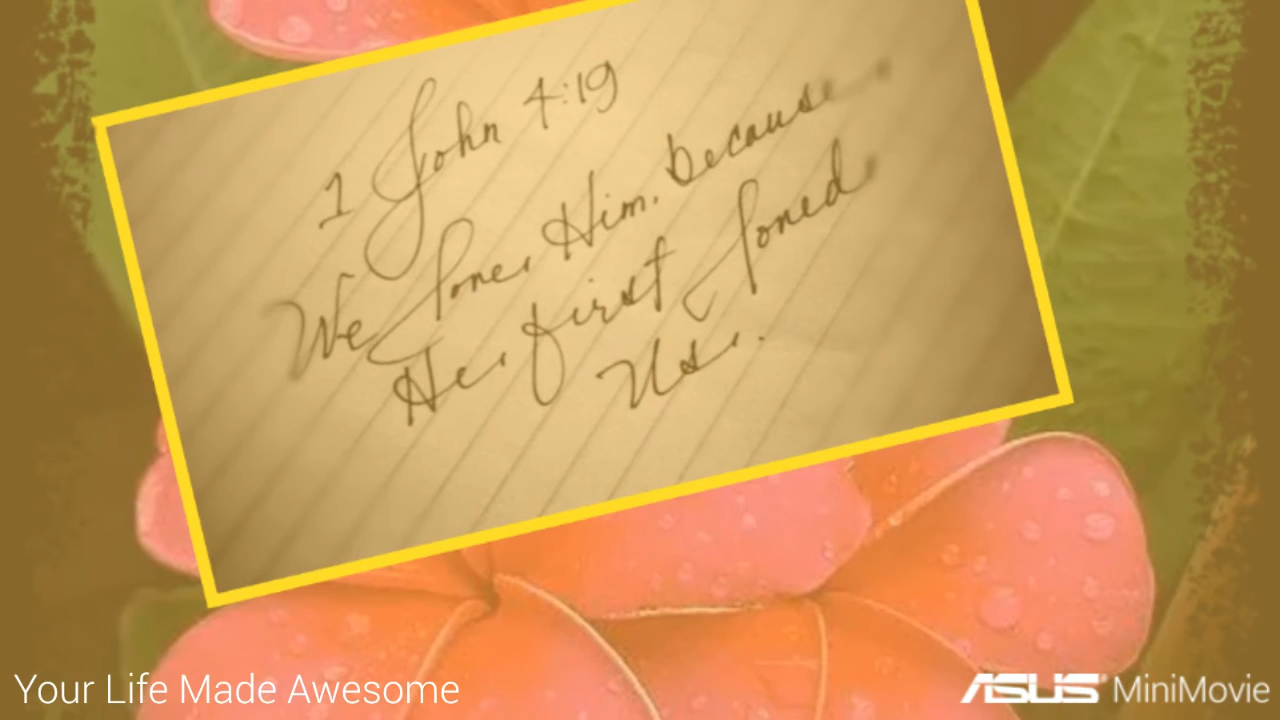 1 John 4:19
We love Him, because
He first loved
Us.
Your Life Made Awesome
ASUS MiniMovie